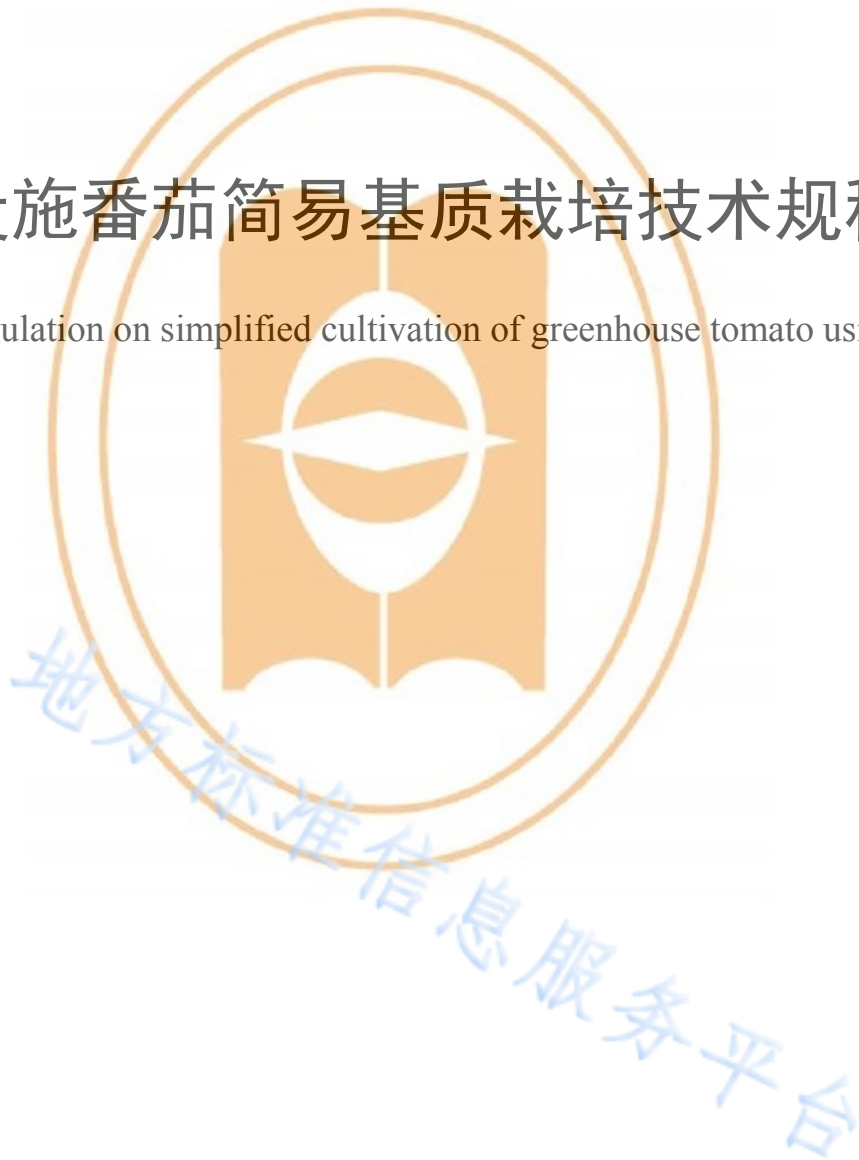 施番茄简易基质栽培技术规
ulation on simplified cultivation of greenhouse tomato us
地方标准信息服务平台